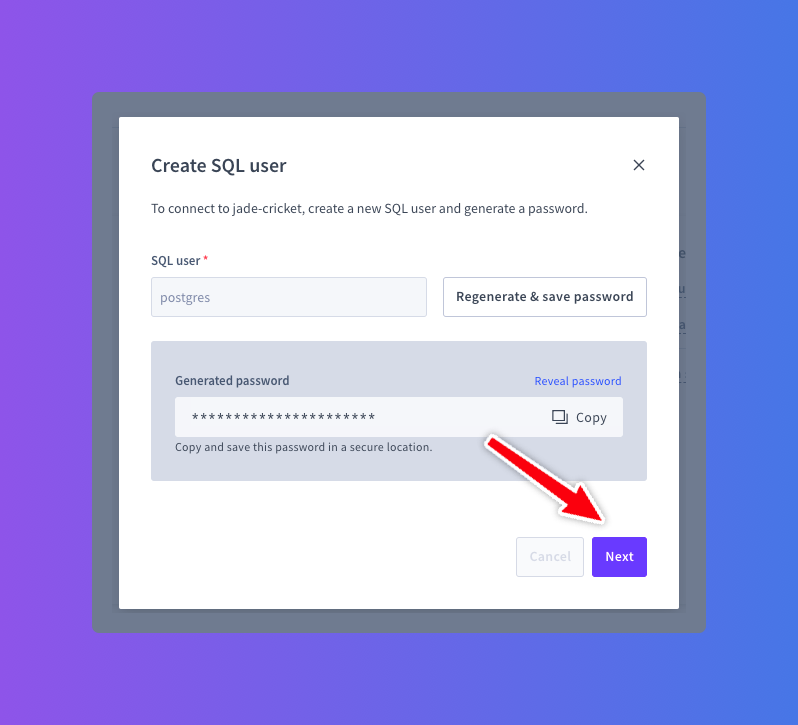 Create SQL user
To connect to jade-cricket, create a new SQL user and generate a password.
SQL user *
postgres
Regenerate & save password
Generated password
Reveal password
**********************
Copy
Copy and save this password in a secure location.
Cancel
Next